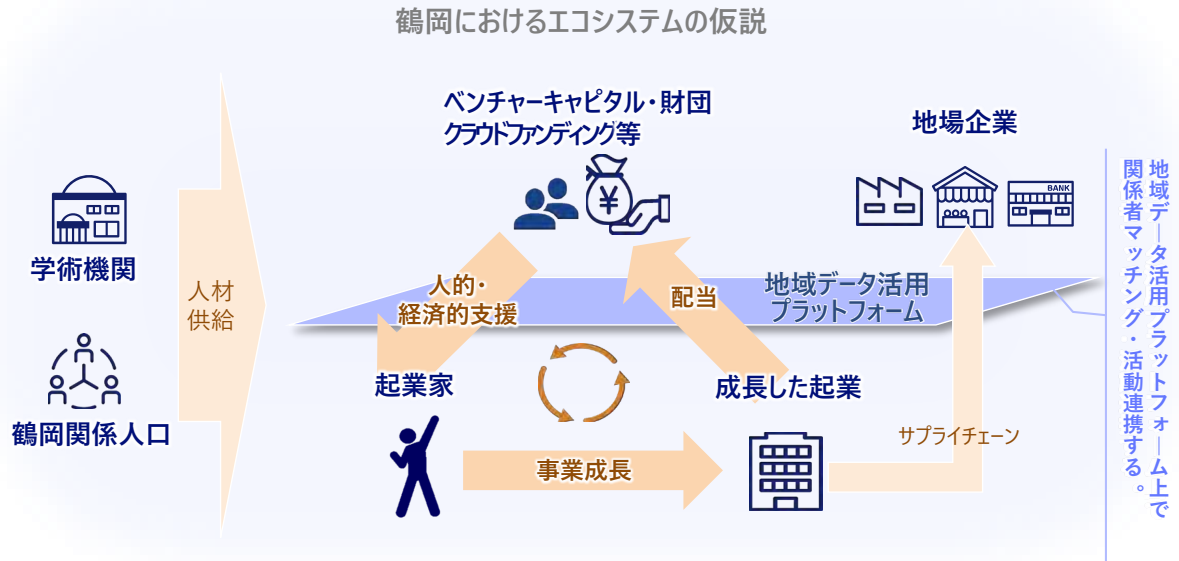 鶴岡におけるエコシステムの仮説
ベンチャーキャピタル・財団
クラウドファンディング等
地場企業
BANK
学術機関
人材
供給
鶴岡関係人口
人的・
経済的支援
配当
地域データ活用
プラットフォーム
起業家
成長した起業
事業成長
サプライチェーン
地域データ活用プラットフォーム上で
関係者マッチング・活動連携する。